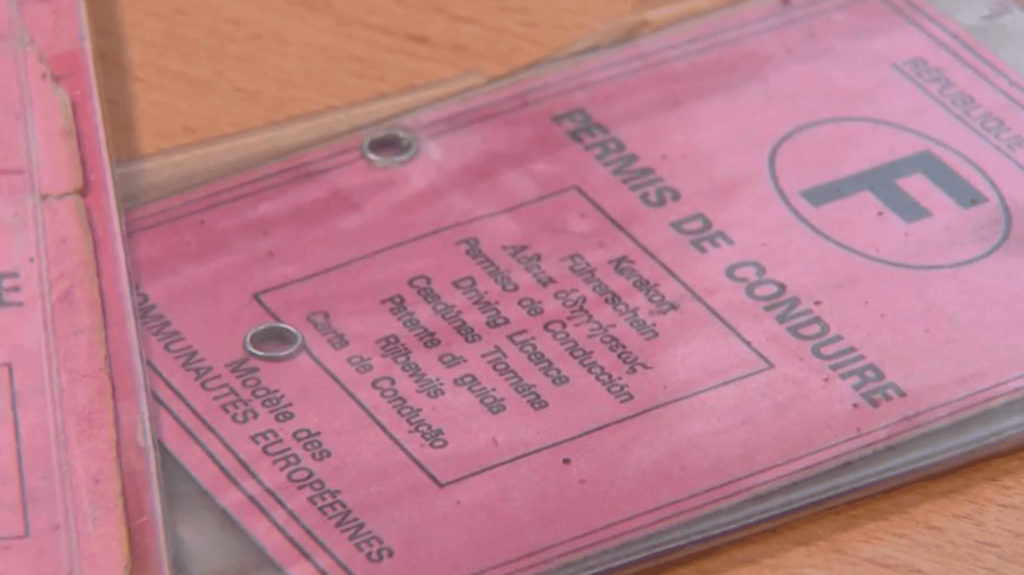 RÉPUBLIQUE
F
PERMIS DE CONDUIRE
Kørekort
Führerschein
Άδεια ὁδηγήσεως
Permiso de Conducción
Driving Licence
Ceadúnas Tiomána
Patente di guida
Rijbewijs
Carta de Condução
Modèle des
COMMUNAUTÉS EUROPÉENNES